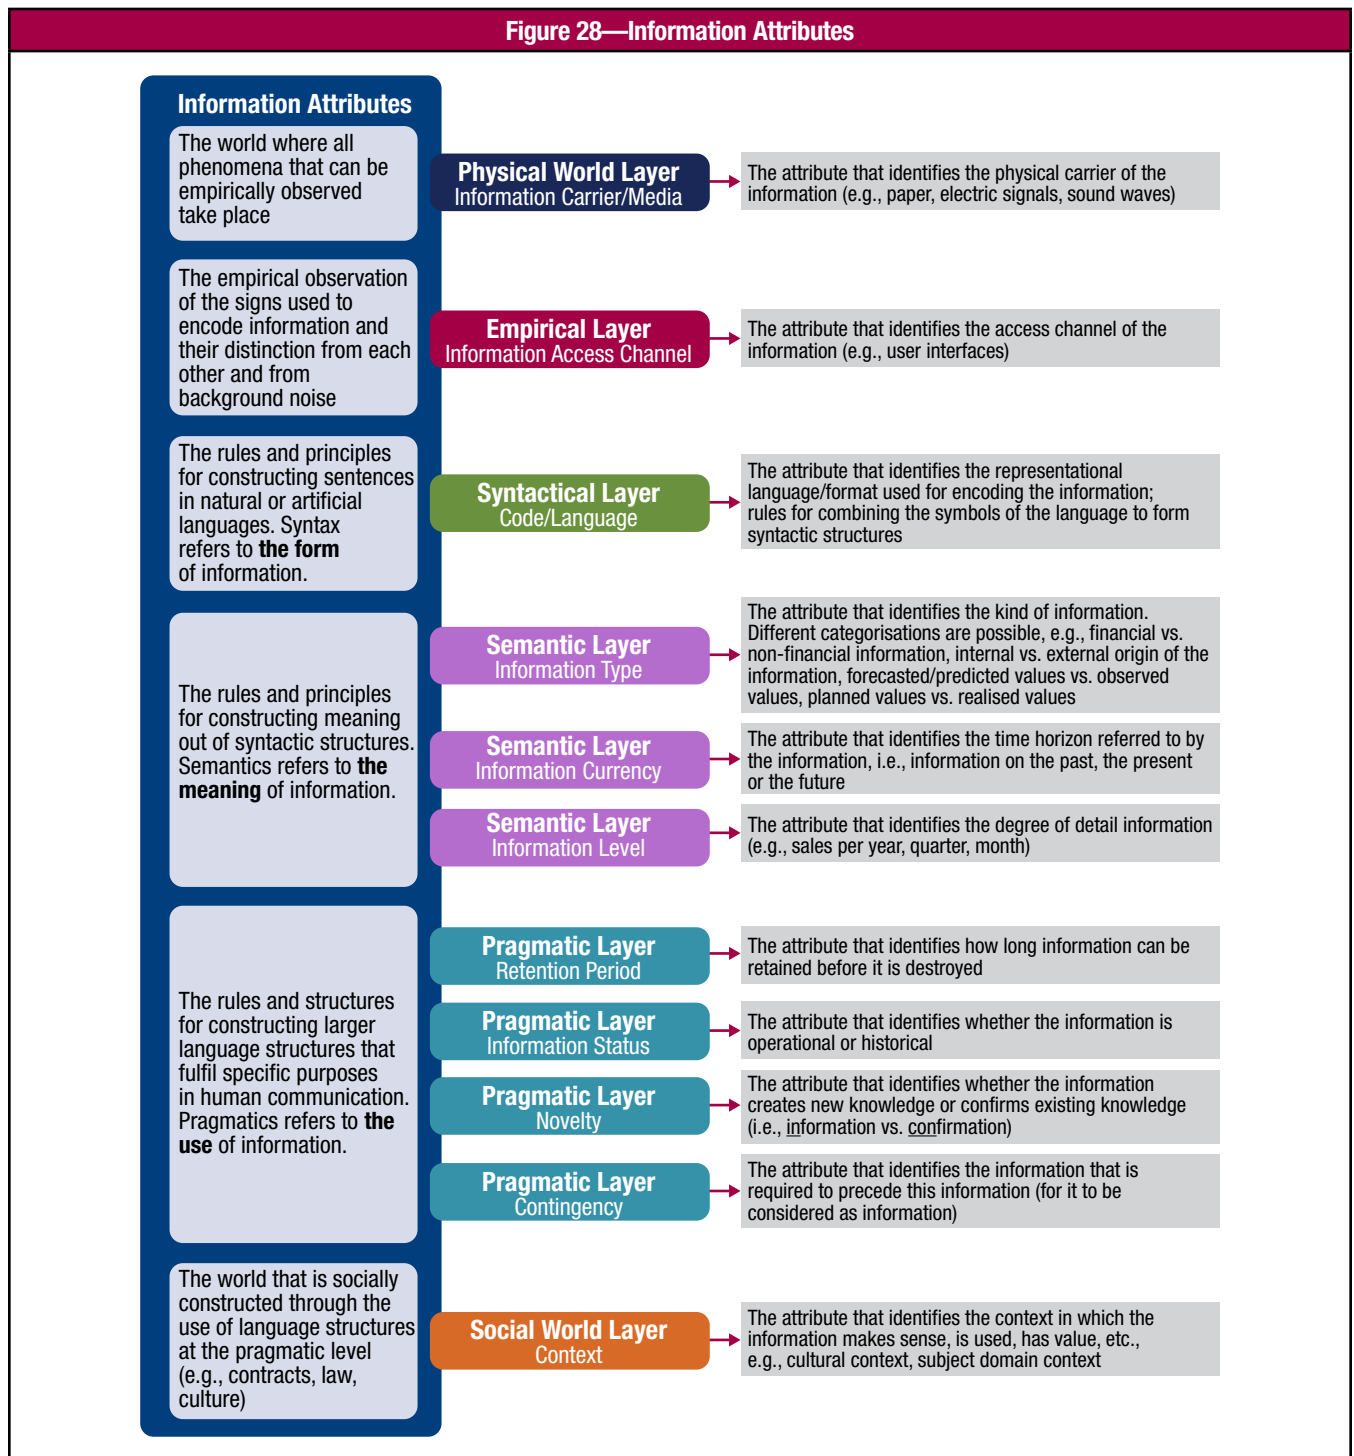 Figure 28—Information Attributes
Information Attributes
The world where all
phenomena that can be
empirically observed
take place
Physical World Layer
Information Carrier/Media
The attribute that identifies the physical carrier of the
information (e.g., paper, electric signals, sound waves)
The empirical observation
of the signs used to
encode information and
their distinction from each
other and from
background noise
Empirical Layer
Information Access Channel
The attribute that identifies the access channel of the
information (e.g., user interfaces)
The rules and principles
for constructing sentences
in natural or artificial
languages. Syntax
refers to the form
of information.
Syntactical Layer
Code/Language
The attribute that identifies the representational
language/format used for encoding the information;
rules for combining the symbols of the language to form
syntactic structures
The rules and principles
for constructing meaning
out of syntactic structures.
Semantics refers to the
meaning of information.
Semantic Layer
Information Type
The attribute that identifies the kind of information.
Different categorisations are possible, e.g., financial vs.
non-financial information, internal vs. external origin of the
information, forecasted/predicted values vs. observed
values, planned values vs. realised values
Semantic Layer
Information Currency
The attribute that identifies the time horizon referred to by
the information, i.e., information on the past, the present
or the future
Semantic Layer
Information Level
The attribute that identifies the degree of detail information
(e.g., sales per year, quarter, month)
The rules and structures
for constructing larger
language structures that
fulfil specific purposes
in human communication.
Pragmatics refers to the
use of information.
Pragmatic Layer
Retention Period
The attribute that identifies how long information can be
retained before it is destroyed
Pragmatic Layer
Information Status
The attribute that identifies whether the information is
operational or historical
Pragmatic Layer
Novelty
The attribute that identifies whether the information
creates new knowledge or confirms existing knowledge
(i.e., information vs. confirmation)
Pragmatic Layer
Contingency
The attribute that identifies the information that is
required to precede this information (for it to be
considered as information)
The world that is socially
constructed through the
use of language structures
at the pragmatic level
(e.g., contracts, law,
culture)
Social World Layer
Context
The attribute that identifies the context in which the
information makes sense, is used, has value, etc.,
e.g., cultural context, subject domain context